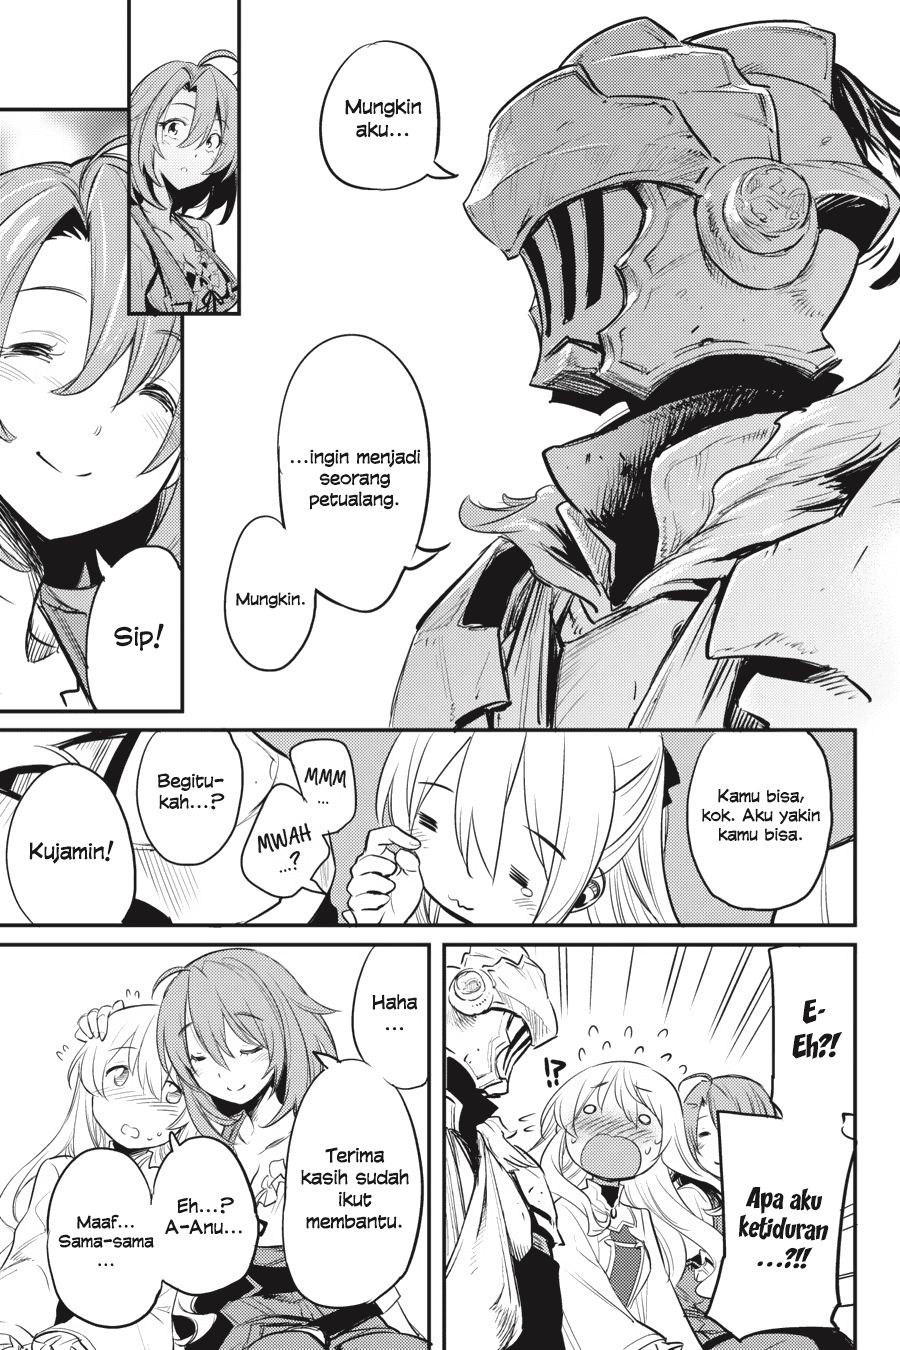 Mungkin
aku...
...ingin menjadi
seorang
petualang.
Mungkin.
Sip!
Kamu bisa,
kok. Aku yakin
kamu bisa.
MMM
...
MWAH
...?
Begitu-
kah...?
Kujamin!
E-
Eh?!
Apa aku
ketiduran
...?!!
!?
Haha
...
Terima
kasih sudah
ikut
membantu.
Eh...?
A-Anu...
Maaf...
Sama-sama
...